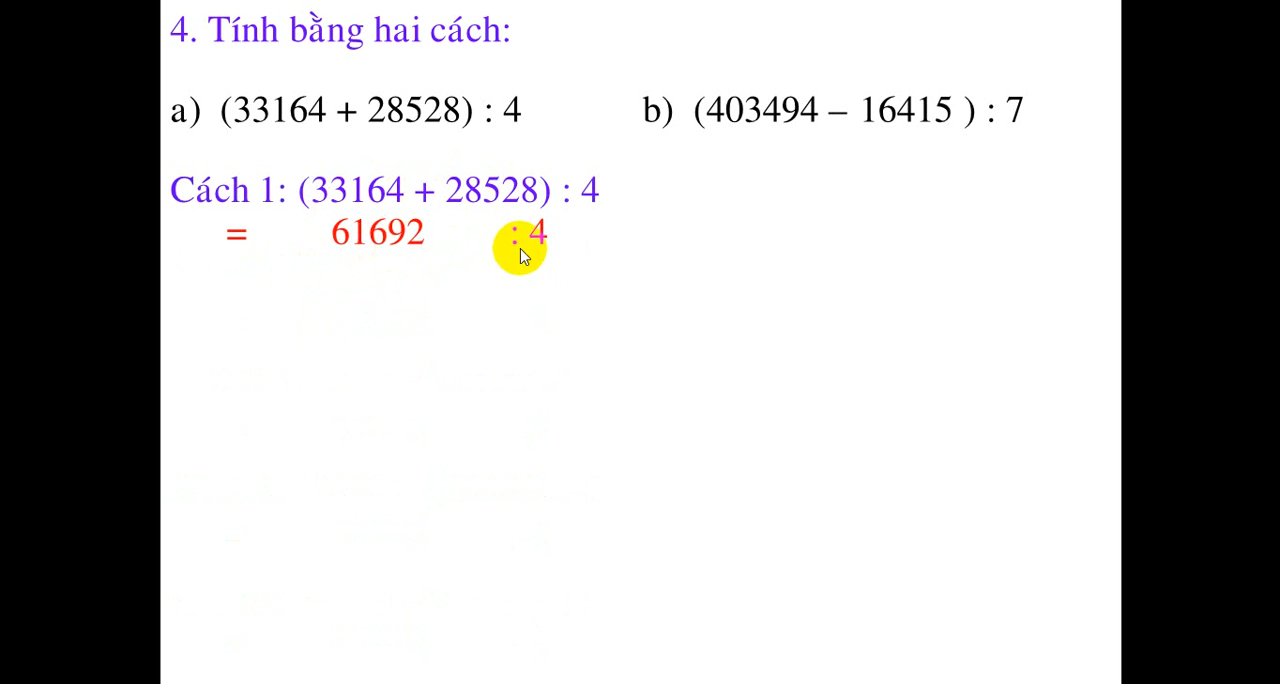 4. Tính bằng hai cách:
a) (33164 + 28528) : 4
b) (403494 – 16415 ) : 7
Cách 1: (33164 + 28528) : 4
= 61692 : 4